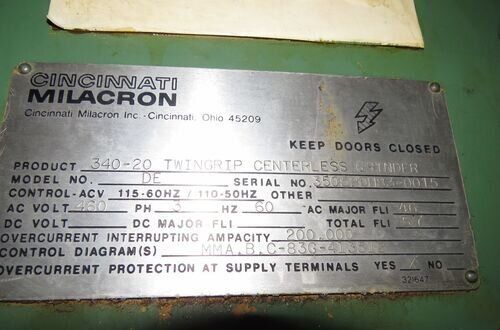 CINCINNATI
MILACRON
Cincinnati Milacron Inc.-Cincinnati, Ohio 45209
KEEP DOORS CLOSED
PRODUCT 340-20 TWINGRIP CENTERLESS GRINDER
MODEL NO. DE SERIAL NO.
CONTROL-ACV 115-60HZ / 110-50HZ OTHER
AC VOLT 460 PH 3 HZ 60 AC MAJOR FLI 46
DC VOLT DC MAJOR FLI TOTAL FLI 57
OVERCURRENT INTERRUPTING AMPACITY 200,000
CONTROL DIAGRAM(S)
OVERCURRENT PROTECTION AT SUPPLY TERMINALS YES / NO
321647